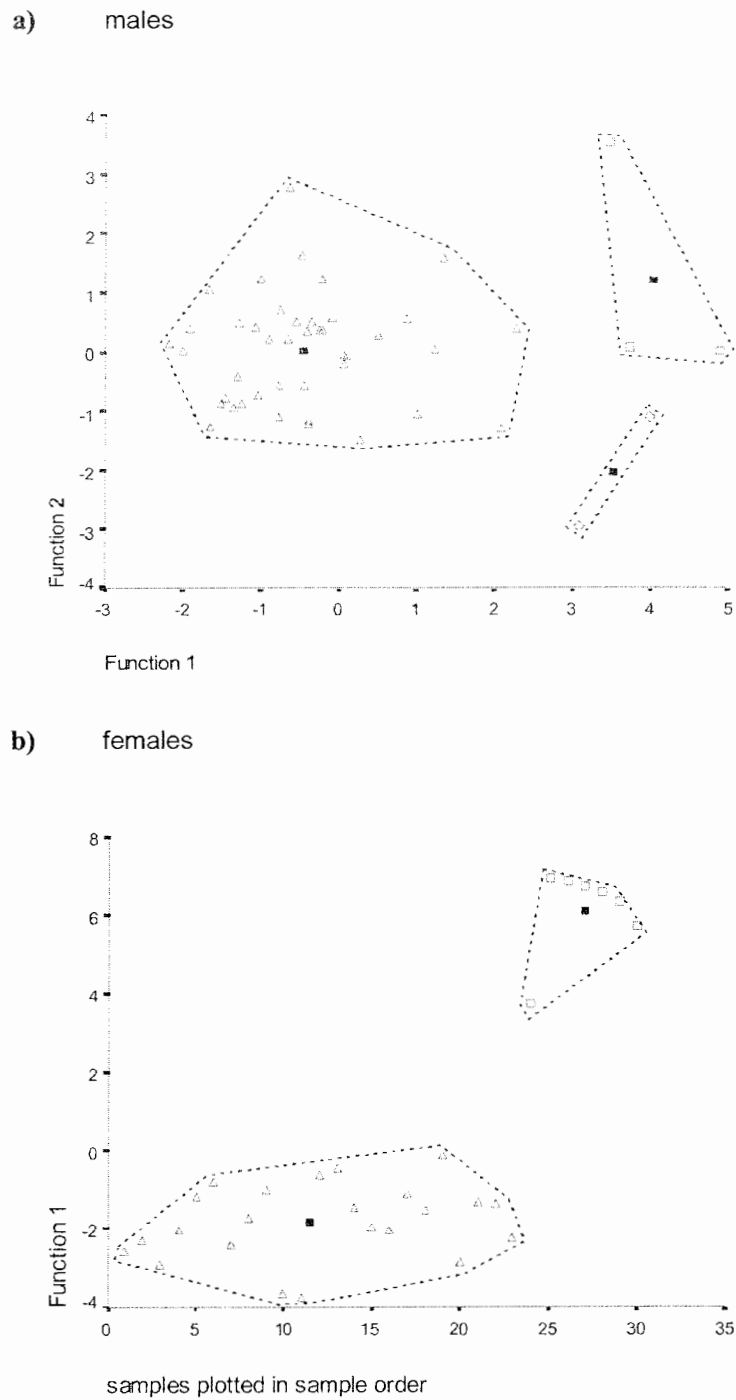 a) males
4
3
2
1
0
-1
-2
-3
-4
Function 2
-3 -2 -1 0 1 2 3 4 5
Function 1
b) females
8
6
4
2
0
-2
-4
Function 1
0 5 10 15 20 25 30 35
samples plotted in sample order